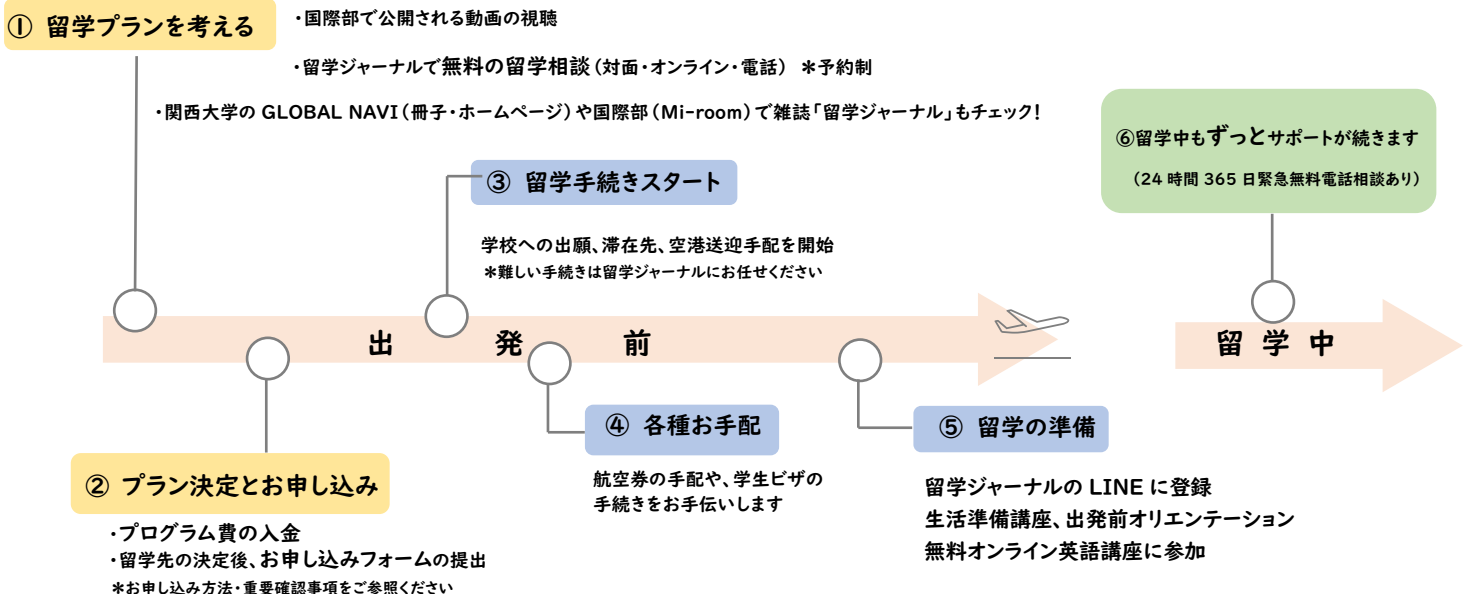 ① 留学プランを考える
・国際部で公開される動画の視聴
・留学ジャーナルで無料の留学相談(対面・オンライン・電話) *予約制
・関西大学の GLOBAL NAVI(冊子・ホームページ)や国際部(Mi-room)で雑誌「留学ジャーナル」もチェック!
⑥留学中もずっとサポートが続きます
(24 時間 365 日緊急無料電話相談あり)
③ 留学手続きスタート
学校への出願、滞在先、空港送迎手配を開始
*難しい手続きは留学ジャーナルにお任せください
出 発 前
留 学 中
④ 各種お手配
航空券の手配や、学生ビザの
手続きをお手伝いします
⑤ 留学の準備
留学ジャーナルの LINE に登録
生活準備講座、出発前オリエンテーション
無料オンライン英語講座に参加
② プラン決定とお申し込み
・プログラム費の入金
・留学先の決定後、お申し込みフォームの提出
*お申し込み方法・重要確認事項をご参照ください